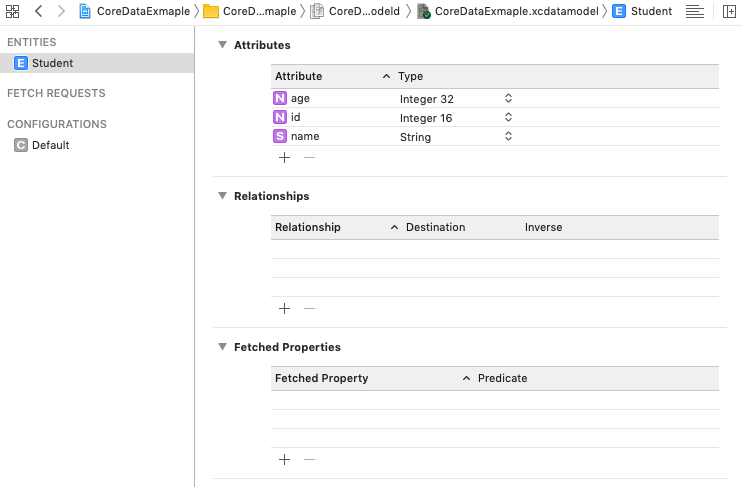 CoreDataExmaple CoreD...maple CoreD...odeld CoreDataExmaple.xcdatamodel E Student
ENTITIES
E Student
FETCH REQUESTS
CONFIGURATIONS
C Default
Attributes
Attribute Type
N age Integer 32
N id Integer 16
S name String
Relationships
Relationship Destination Inverse
Fetched Properties
Fetched Property Predicate